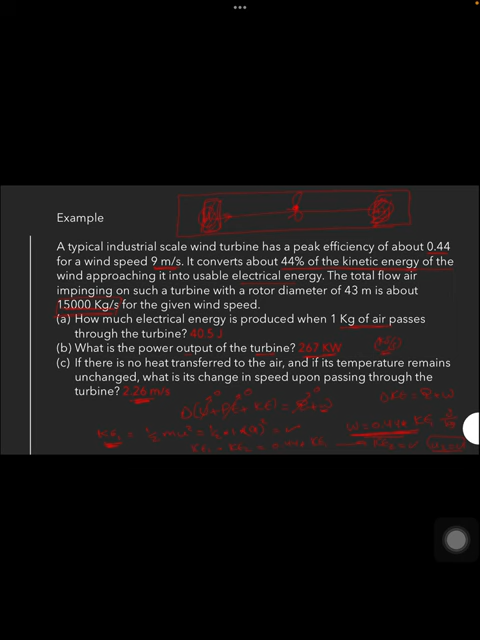 Example
A typical industrial scale wind turbine has a peak efficiency of about 0.44
for a wind speed 9 m/s. It converts about 44% of the kinetic energy of the
wind approaching it into usable electrical energy. The total flow air
impinging on such a turbine with a rotor diameter of 43 m is about
15000 Kg/s for the given wind speed.
(a) How much electrical energy is produced when 1 Kg of air passes
through the turbine? 40.5 J
(b) What is the power output of the turbine? 267 KW
(c) If there is no heat transferred to the air, and if its temperature remains
unchanged, what is its change in speed upon passing through the
turbine? 2.26 m/s